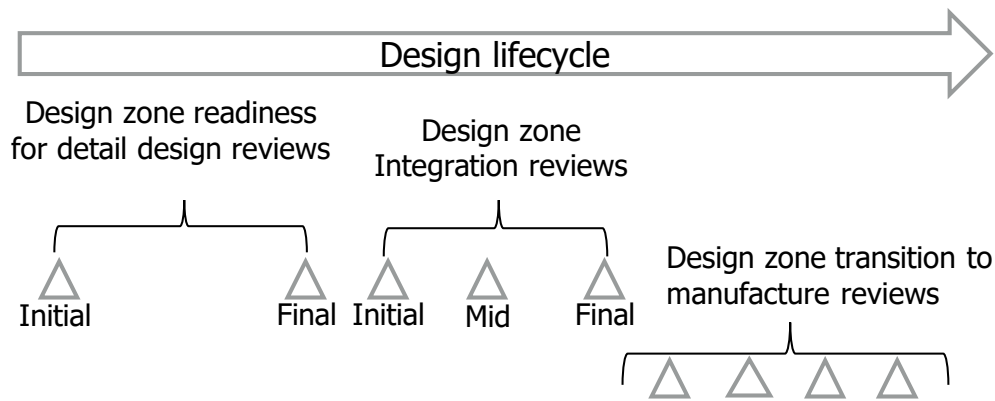 Design lifecycle
Design zone readiness
for detail design reviews
Design zone
Integration reviews
Design zone transition to
manufacture reviews
Initial
Final
Initial
Mid
Final